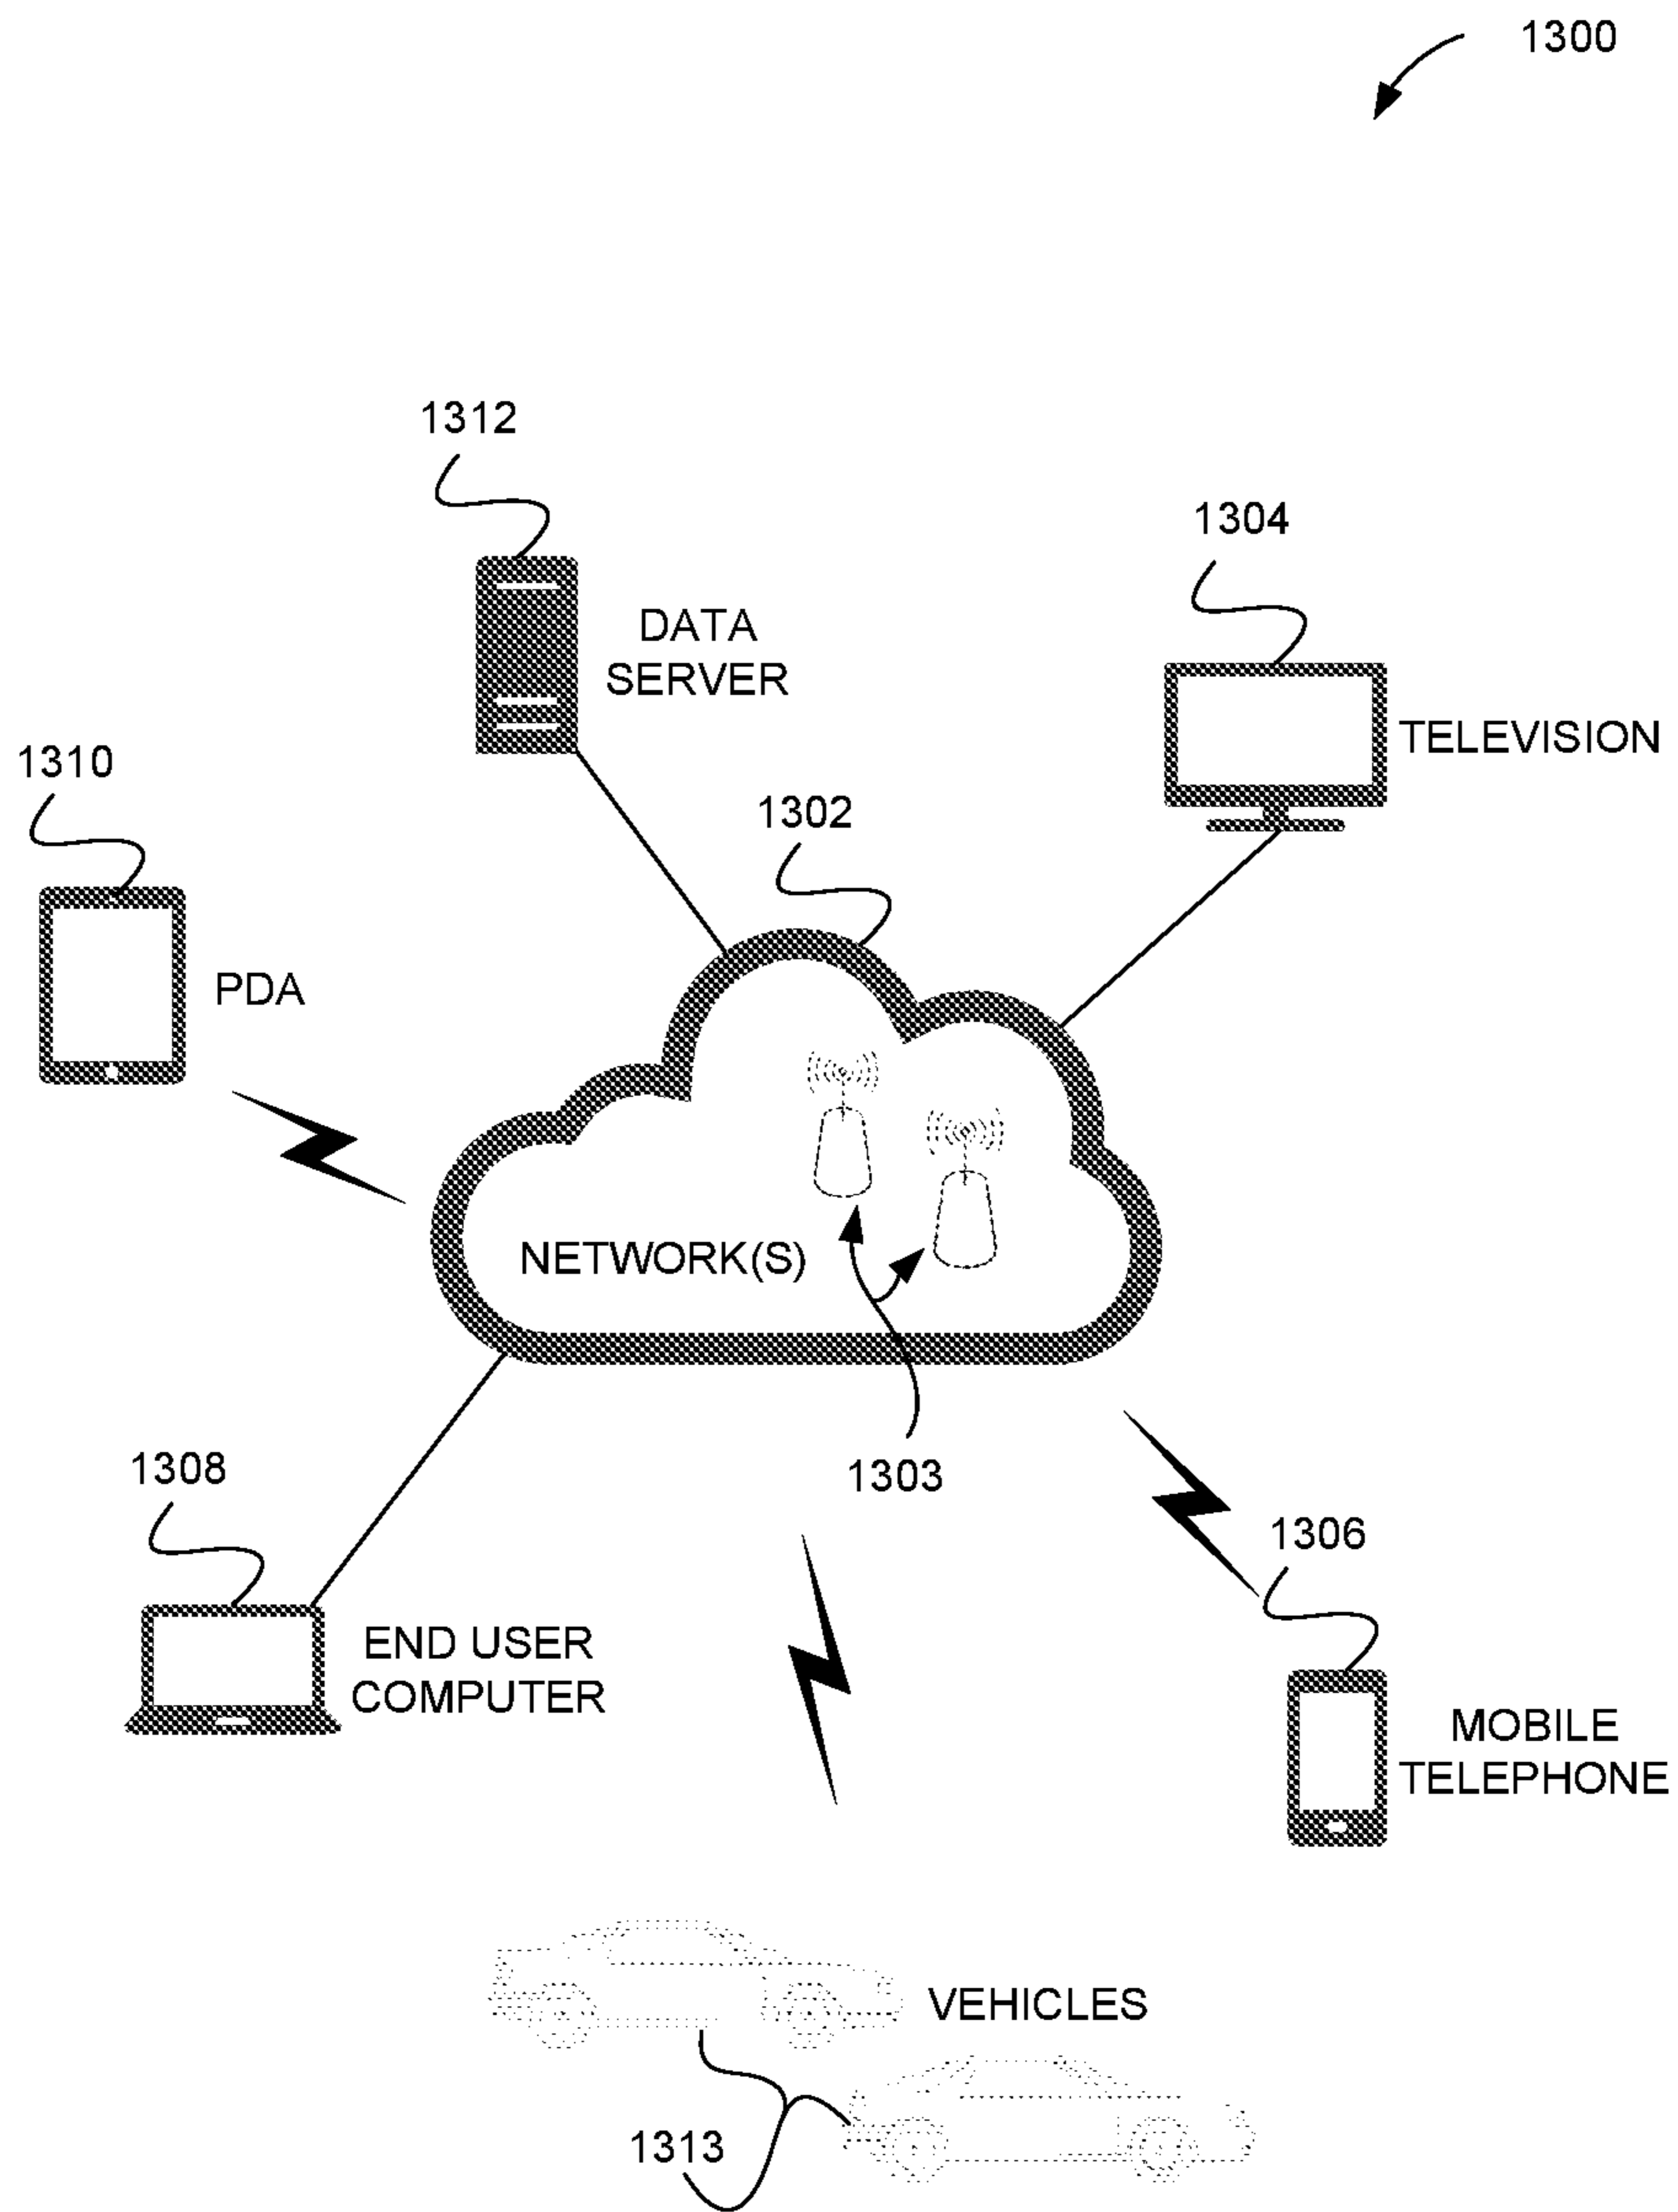 1300
1312
1304
DATA
SERVER
TELEVISION
1310
1302
PDA
NETWORK(S)
1303
1308
1306
END USER
COMPUTER
MOBILE
TELEPHONE
VEHICLES
1313